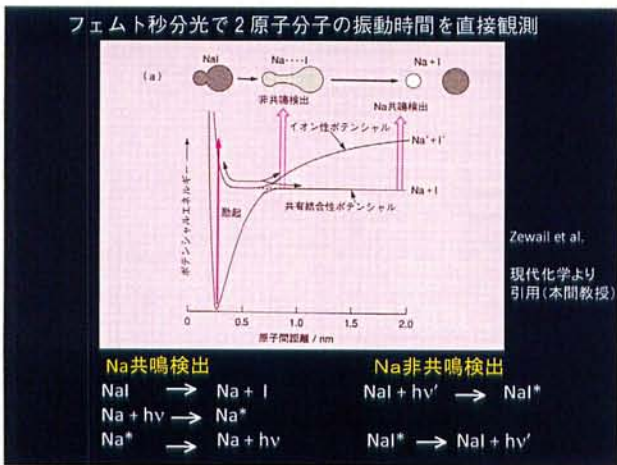 フェムト秒分光で2原子分子の振動時間を直接観測
NaI
Na····I
Na + I
(a)
非共鳴検出
Na共鳴検出
イオン性ポテンシャル
Na⁺+I⁻
Na+I
共有結合性ポテンシャル
励起
ポテンシャルエネルギー
0
0.5
1.0
1.5
2.0
原子間距離 / nm
Zewail et al.
現代化学より
引用(本間教授)
Na共鳴検出
NaI → Na + I
Na + hν → Na*
Na* → Na + hν
Na非共鳴検出
NaI + hν' → NaI*
NaI* → NaI + hν'